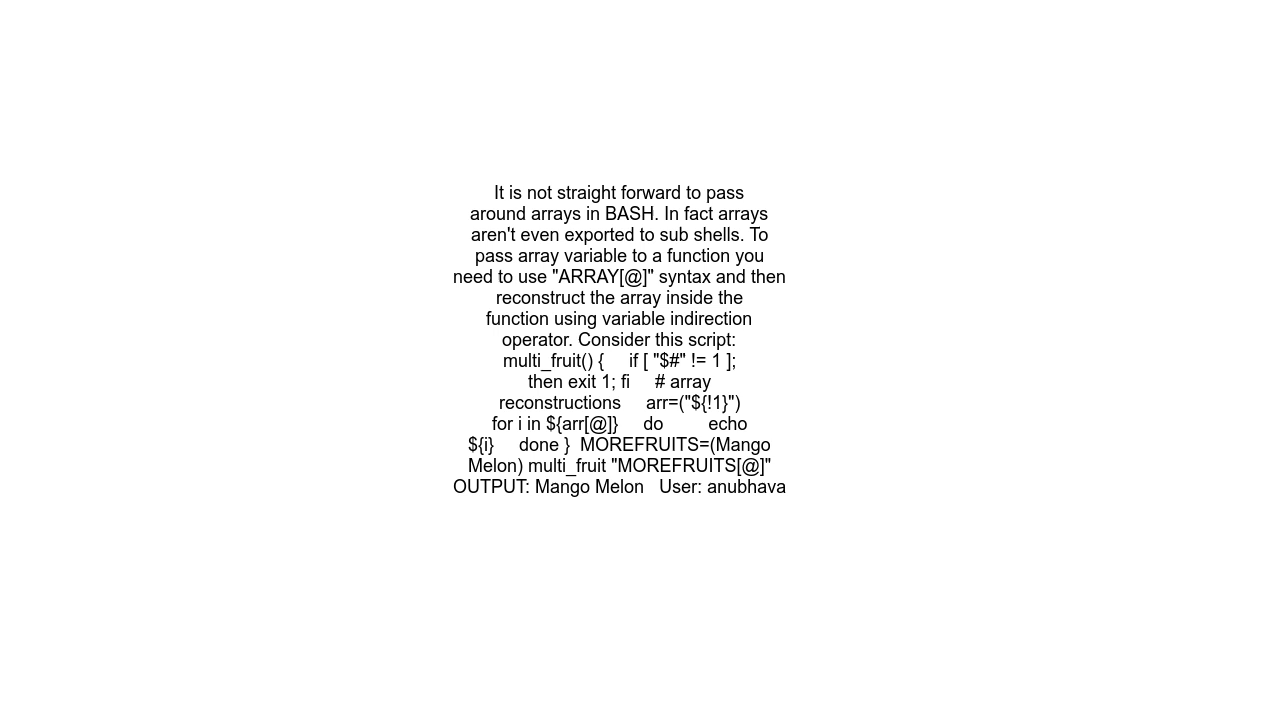 It is not straight forward to pass
around arrays in BASH. In fact arrays
aren't even exported to sub shells. To
pass array variable to a function you
need to use "ARRAY[@]" syntax and then
reconstruct the array inside the
function using variable indirection
operator. Consider this script:
multi_fruit() {     if [ "$#" != 1 ];
then exit 1; fi     # array
reconstructions     arr=("${!1}")
for i in ${arr[@]}     do         echo
${i}     done }  MOREFRUITS=(Mango
Melon) multi_fruit "MOREFRUITS[@]"
OUTPUT: Mango Melon   User: anubhava